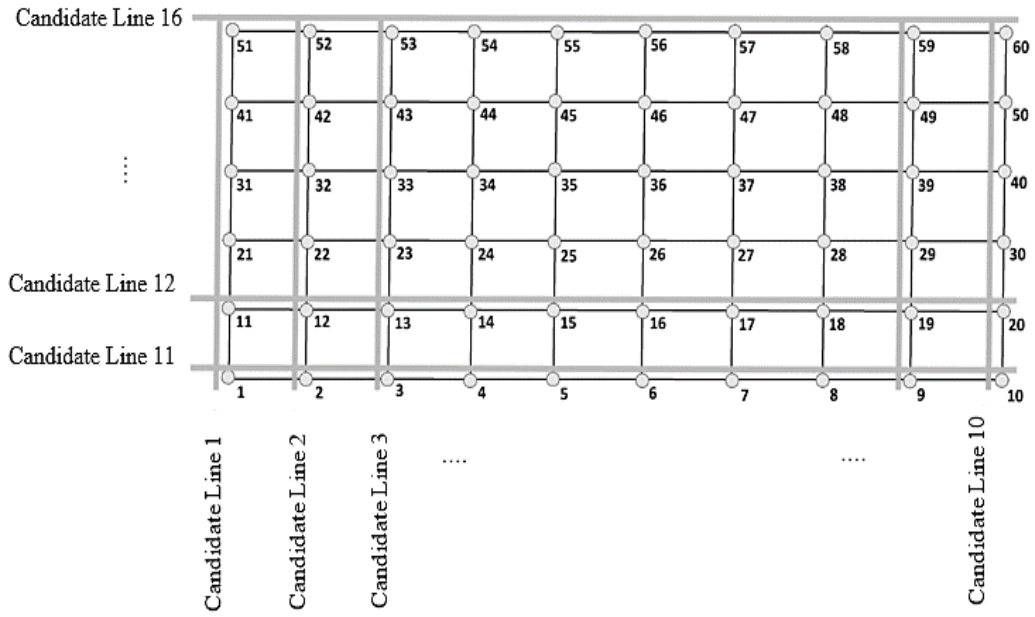 Candidate Line 16
51 52 53 54 55 56 57 58 59 60
41 42 43 44 45 46 47 48 49 50
....
31 32 33 34 35 36 37 38 39 40
21 22 23 24 25 26 27 28 29 30
Candidate Line 12
11 12 13 14 15 16 17 18 19 20
Candidate Line 11
1 2 3 4 5 6 7 8 9 10
Candidate Line 1
Candidate Line 2
Candidate Line 3
....
....
Candidate Line 10